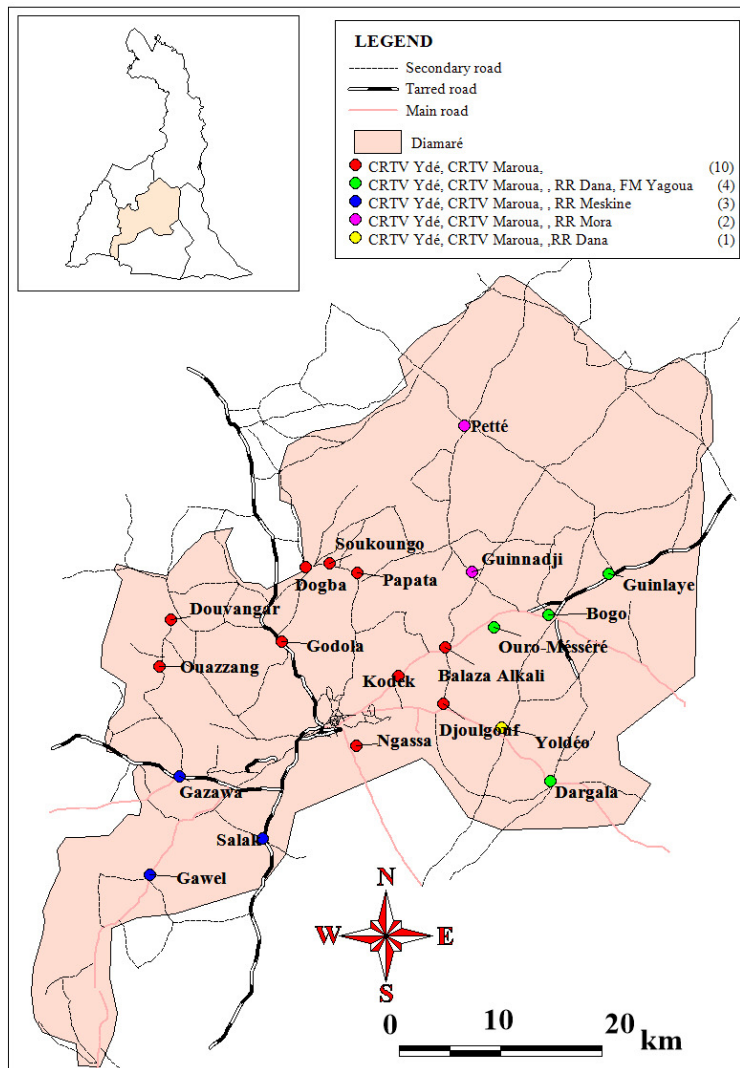 LEGEND
Secondary road
Tarred road
Main road
Diamaré
CRTV Ydé, CRTV Maroua, (10)
CRTV Ydé, CRTV Maroua, , RR Dana, FM Yagoua (4)
CRTV Ydé, CRTV Maroua, , RR Meskine (3)
CRTV Ydé, CRTV Maroua, , RR Mora (2)
CRTV Ydé, CRTV Maroua, ,RR Dana (1)
Petté
Soukoungo
Guinnadji
Guinlaye
Dogba
Papata
Douvangar
Bogo
Godola
Ouro-Mésséré
Ouazzang
Balaza Alkali
Kodek
Djoulgouf
Yoldéo
Ngassa
Gazawa
Dargala
Salak
Gawel
N
W E
S
0 10 20
km